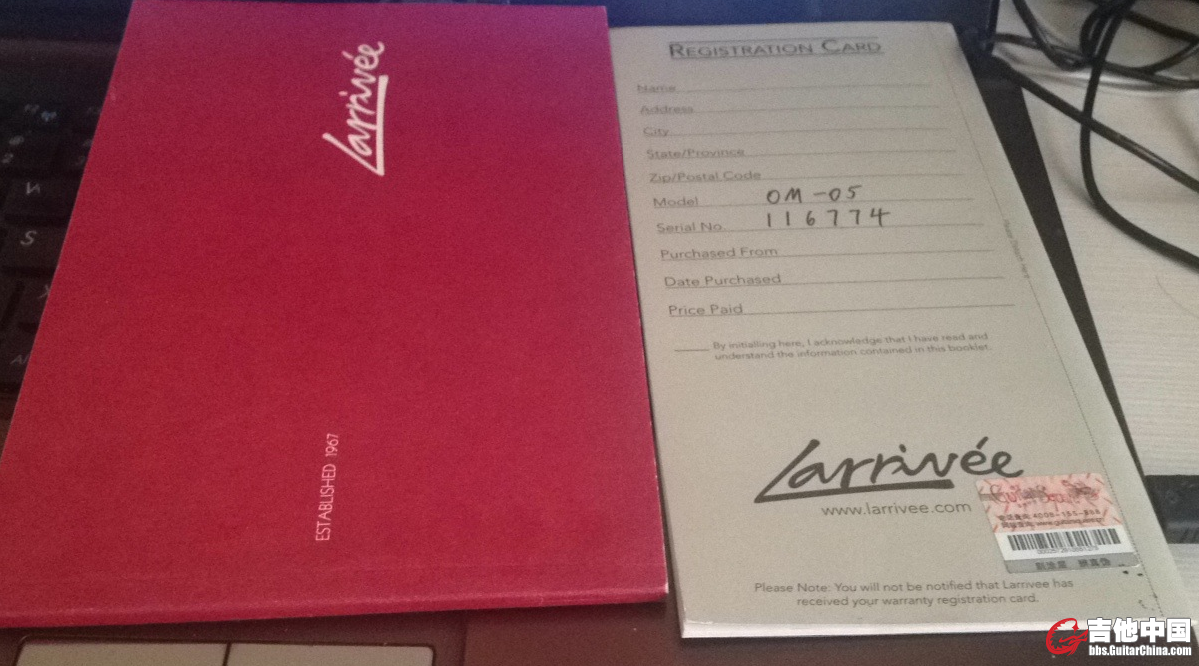 Larrivée
ESTABLISHED 1967
REGISTRATION CARD
Name
Address
City
State/Province
Zip/Postal Code
Model OM-05
Serial No. 116774
Purchased From
Date Purchased
Price Paid
By initialling here, I acknowledge that I have read and
understand the information contained in this booklet.
Larrivée
www.larrivee.com
Please Note: You will not be notified that Larrivee has
received your warranty registration card.
吉他中国
bbs.GuitarChina.com